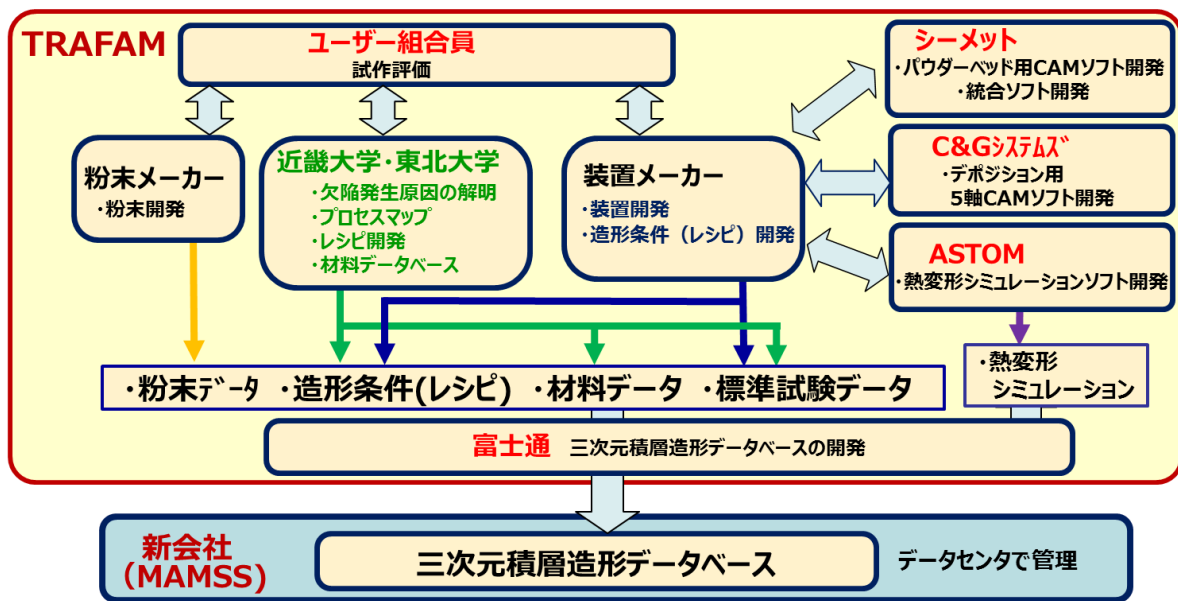 TRAFAM
ユーザー組合員
試作評価
シーメット
・パウダーベッド用CAMソフト開発
・統合ソフト開発
粉末メーカー
・粉末開発
近畿大学・東北大学
・欠陥発生原因の解明
・プロセスマップ
・レシピ開発
・材料データベース
装置メーカー
・装置開発
・造形条件（レシピ）開発
C&Gシステムズ
・デポジション用
5軸CAMソフト開発
ASTOM
・熱変形シミュレーションソフト開発
・粉末データ ・造形条件(レシピ) ・材料データ ・標準試験データ
・熱変形
シミュレーション
富士通 三次元積層造形データベースの開発
新会社
(MAMSS)
三次元積層造形データベース
データセンタで管理